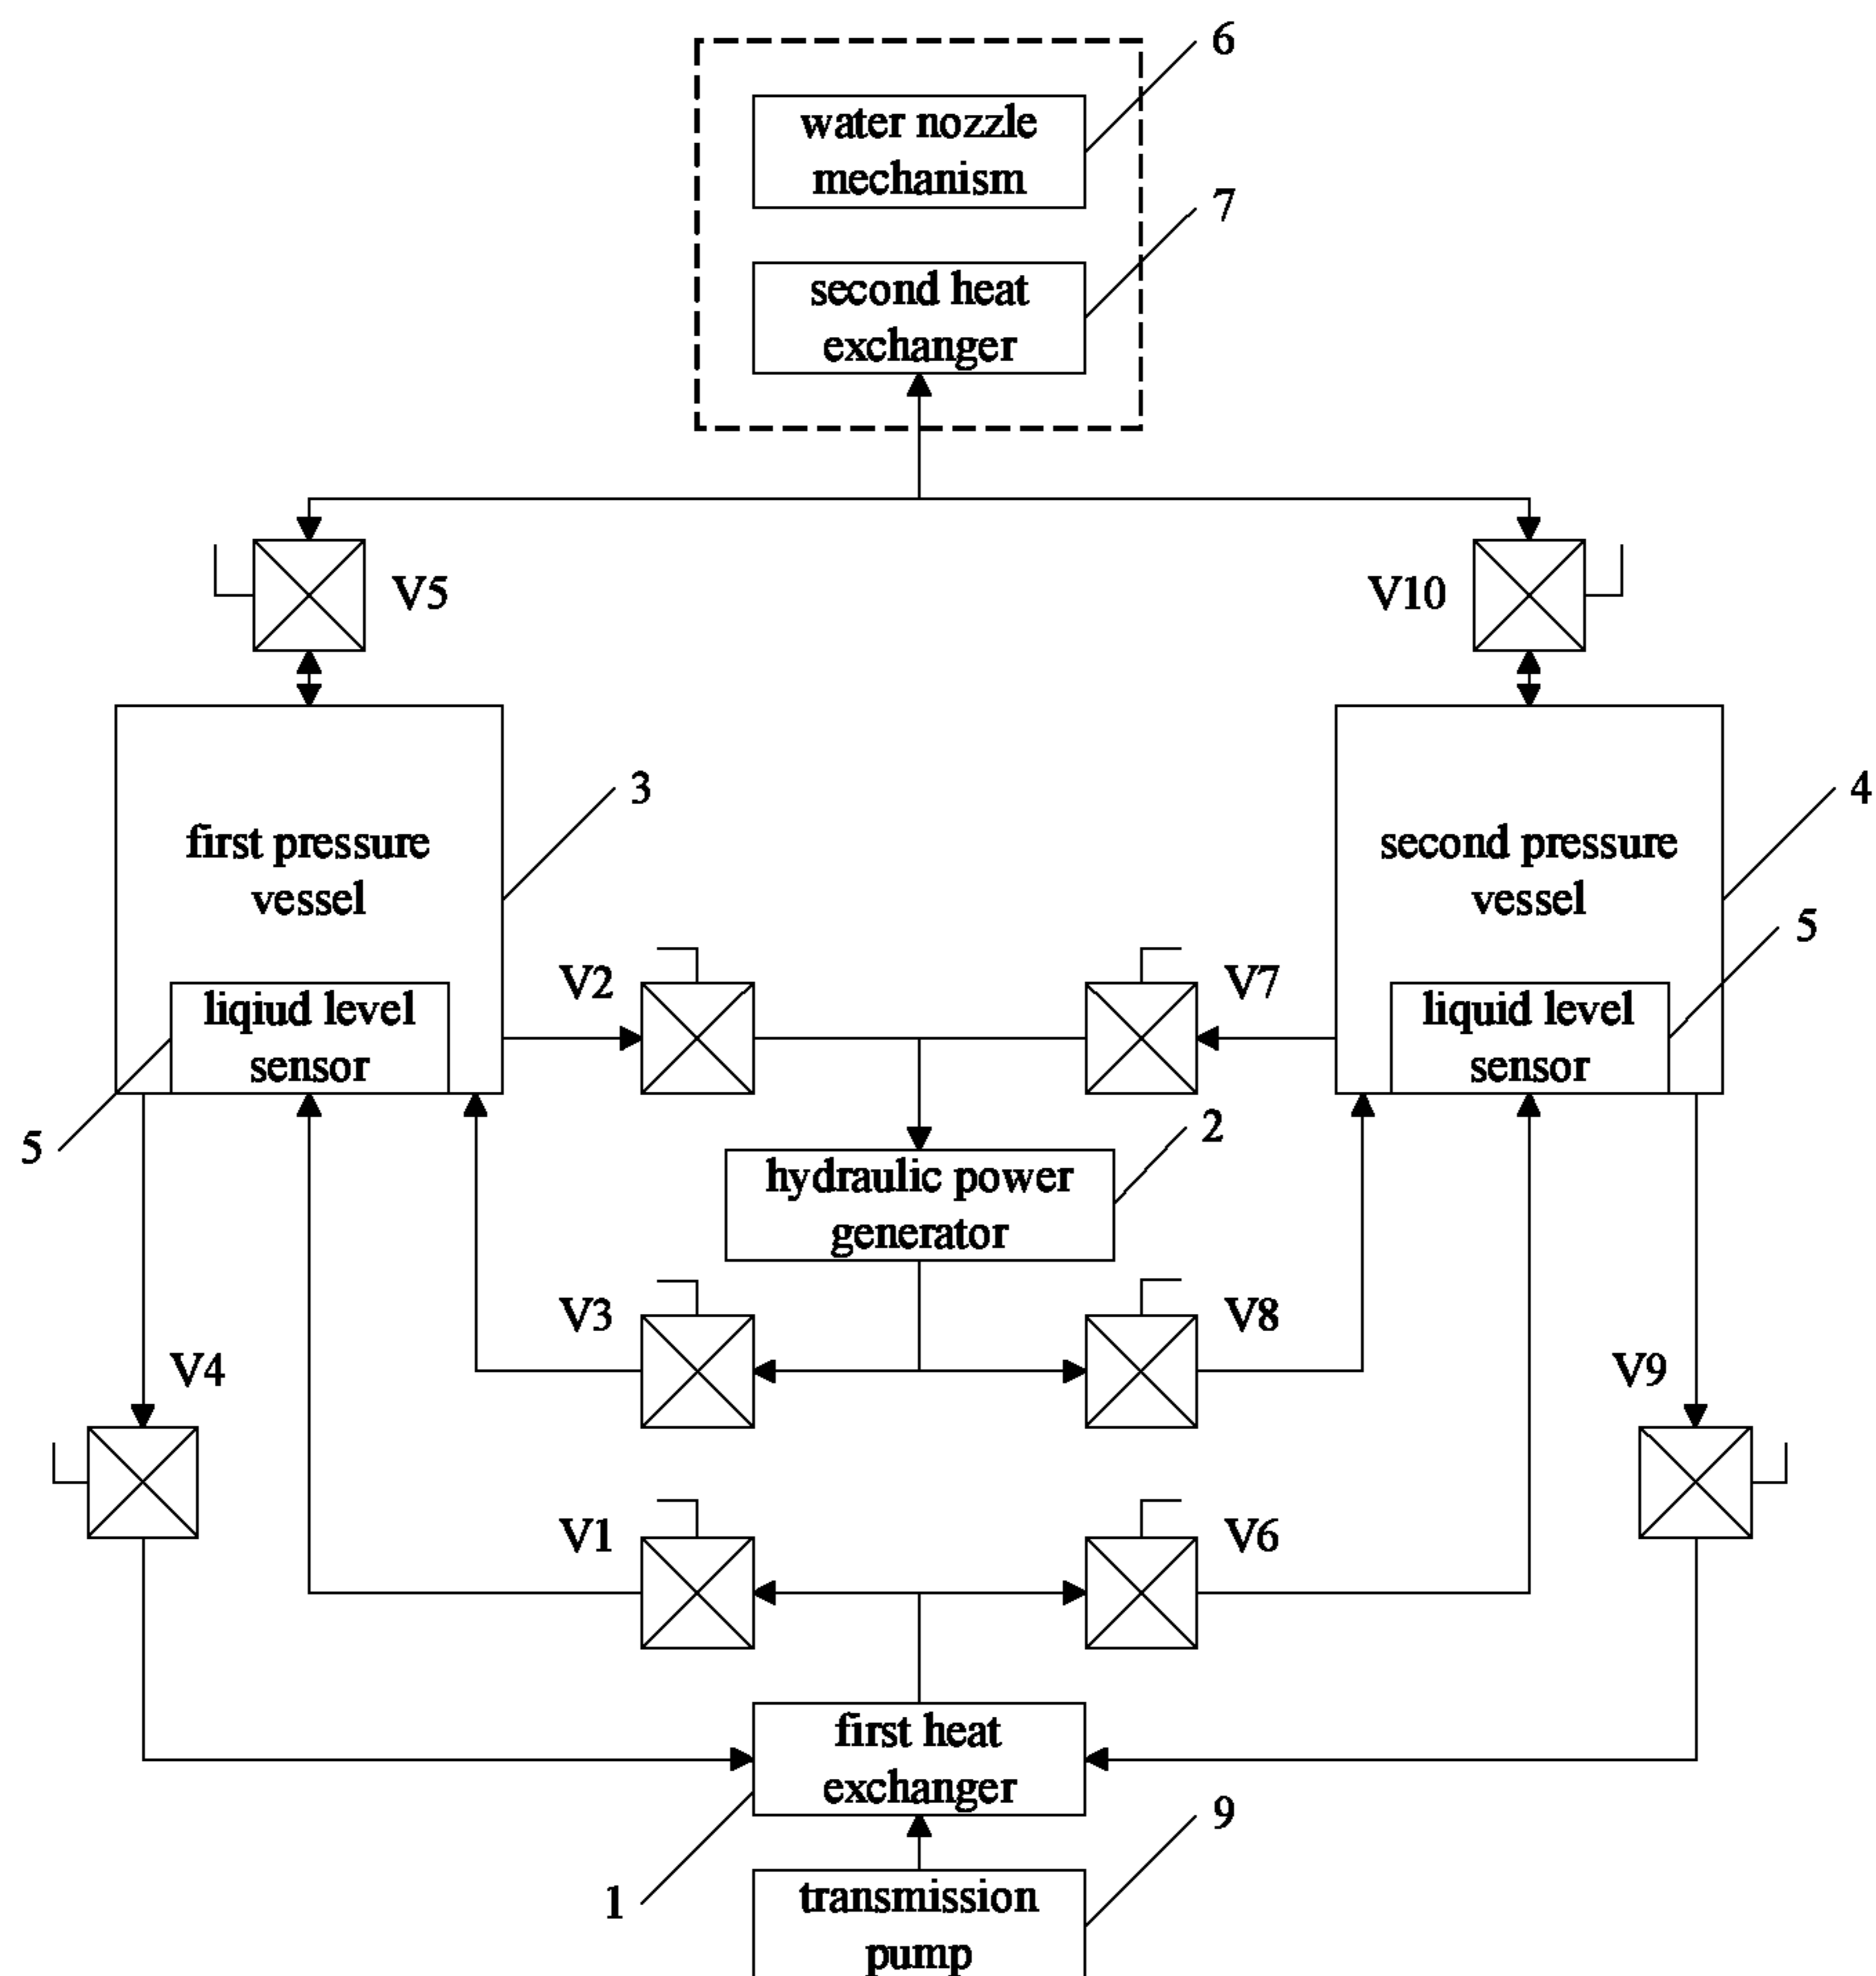 6
water nozzle
mechanism
7
second heat
exchanger
V5
V10
3
4
first pressure
vessel
second pressure
vessel
5
V2
V7
liqiud level
sensor
liquid level
sensor
5
2
hydraulic power
generator
V3
V8
V4
V9
V1
V6
first heat
exchanger
9
1
transmission
pump